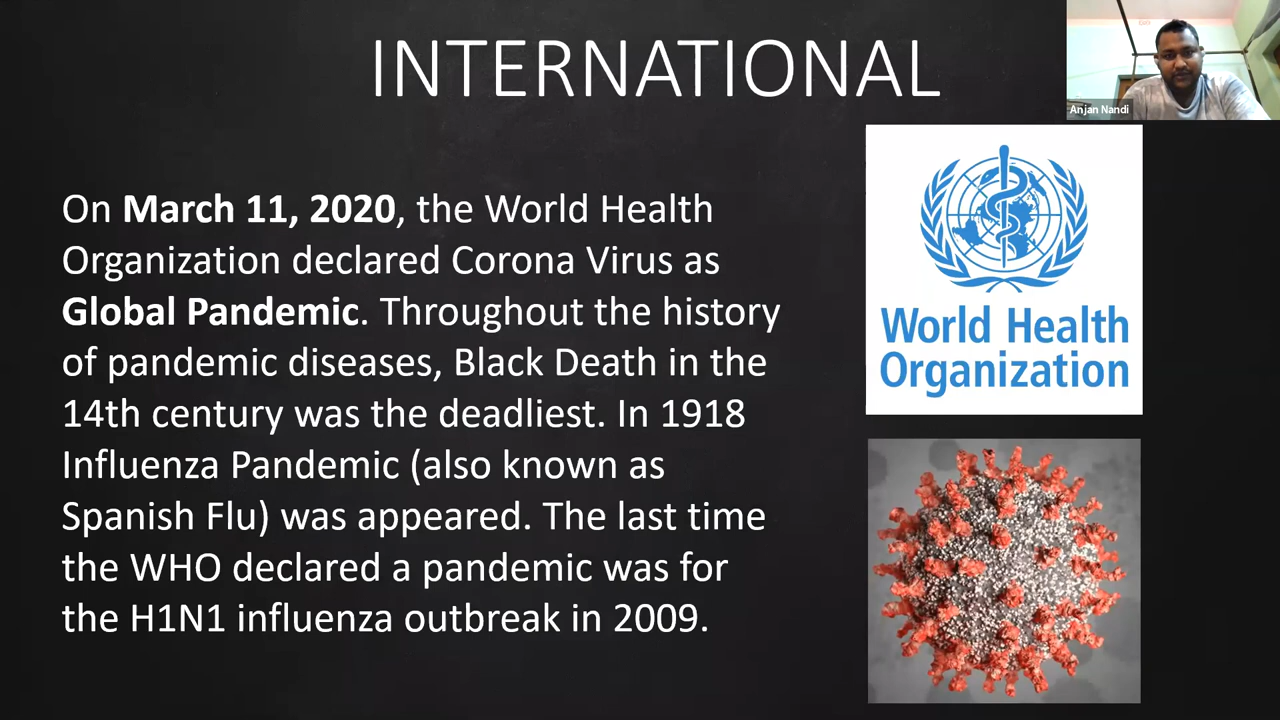 INTERNATIONAL
Anjan Nandi
On March 11, 2020, the World Health
Organization declared Corona Virus as
Global Pandemic. Throughout the history
of pandemic diseases, Black Death in the
14th century was the deadliest. In 1918
Influenza Pandemic (also known as
Spanish Flu) was appeared. The last time
the WHO declared a pandemic was for
the H1N1 influenza outbreak in 2009.
World Health
Organization